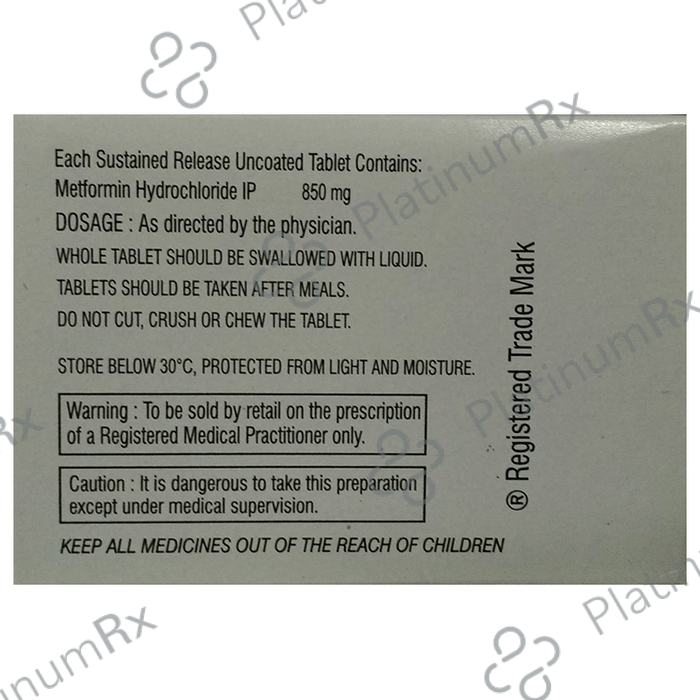 Each Sustained Release Uncoated Tablet Contains:
Metformin Hydrochloride IP 850 mg
DOSAGE : As directed by the physician.
WHOLE TABLET SHOULD BE SWALLOWED WITH LIQUID.
TABLETS SHOULD BE TAKEN AFTER MEALS.
DO NOT CUT, CRUSH OR CHEW THE TABLET.
STORE BELOW 30°C, PROTECTED FROM LIGHT AND MOISTURE.
Warning : To be sold by retail on the prescription
of a Registered Medical Practitioner only.
Caution : It is dangerous to take this preparation
except under medical supervision.
KEEP ALL MEDICINES OUT OF THE REACH OF CHILDREN
® Registered Trade Mark
Platin
PlatinumRx
PlatinumRx
Rx
tinumRx
Platin